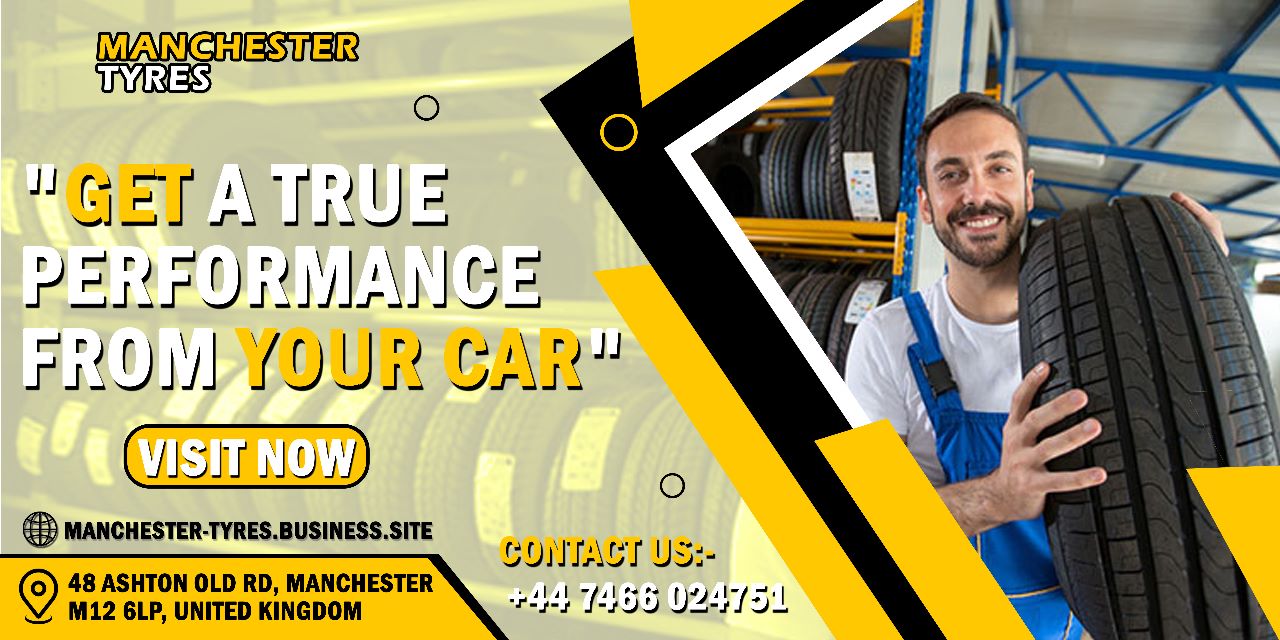 MANCHESTER
TYRES
"GET A TRUE
PERFORMANCE
FROM YOUR CAR"
VISIT NOW
MANCHESTER-TYRES.BUSINESS.SITE
48 ASHTON OLD RD, MANCHESTER
M12 6LP, UNITED KINGDOM
CONTACT US:-
+44 7466 024751